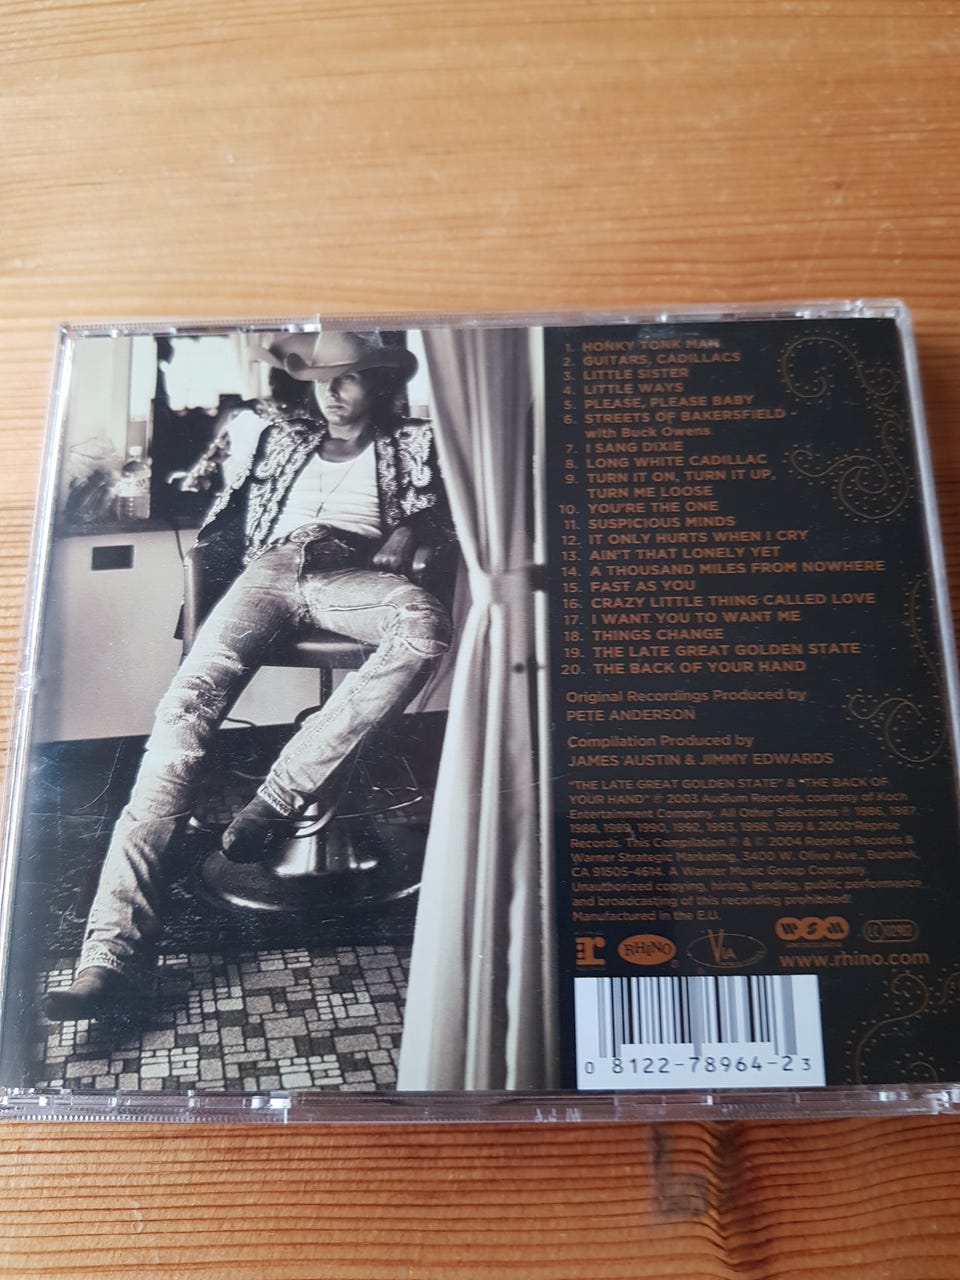 1. HONKY TONK MAN
2. GUITARS, CADILLACS
3. LITTLE SISTER
4. LITTLE WAYS
5. PLEASE, PLEASE BABY
6. STREETS OF BAKERSFIELD -
with Buck Owens
7. I SANG DIXIE
8. LONG WHITE CADILLAC
9. TURN IT ON, TURN IT UP,
TURN ME LOOSE
10. YOU'RE THE ONE
11. SUSPICIOUS MINDS
12. IT ONLY HURTS WHEN I CRY
13. AIN'T THAT LONELY YET
14. A THOUSAND MILES FROM NOWHERE
15. FAST AS YOU
16. CRAZY LITTLE THING CALLED LOVE
17. I WANT YOU TO WANT ME
18. THINGS CHANGE
19. THE LATE GREAT GOLDEN STATE
20. THE BACK OF YOUR HAND
Original Recordings Produced by
PETE ANDERSON
Compilation Produced by
JAMES AUSTIN & JIMMY EDWARDS
"THE LATE GREAT GOLDEN STATE" & "THE BACK OF
YOUR HAND" ℗ 2003 Audium Records, courtesy of Koch
Entertainment Company. All Other Selections ℗ 1986, 1987,
1988, 1989, 1990, 1992, 1993, 1998, 1999 & 2000 Reprise
Records. This Compilation ℗ & © 2004 Reprise Records &
Warner Strategic Marketing, 3400 W. Olive Ave., Burbank,
CA 91505-4614. A Warner Music Group Company.
Unauthorized copying, hiring, lending, public performance
and broadcasting of this recording prohibited!
Manufactured in the E.U.
r RHINO VIA WSM LC 02982
www.rhino.com
0 81227-89642 3